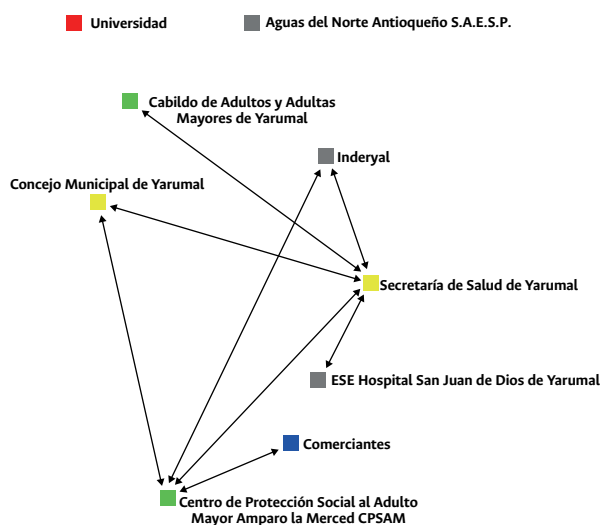 Universidad
Aguas del Norte Antioqueño S.A.E.S.P.
Cabildo de Adultos y Adultas
Mayores de Yarumal
Inderyal
Concejo Municipal de Yarumal
Secretaría de Salud de Yarumal
ESE Hospital San Juan de Dios de Yarumal
Comerciantes
Centro de Protección Social al Adulto
Mayor Amparo la Merced CPSAM